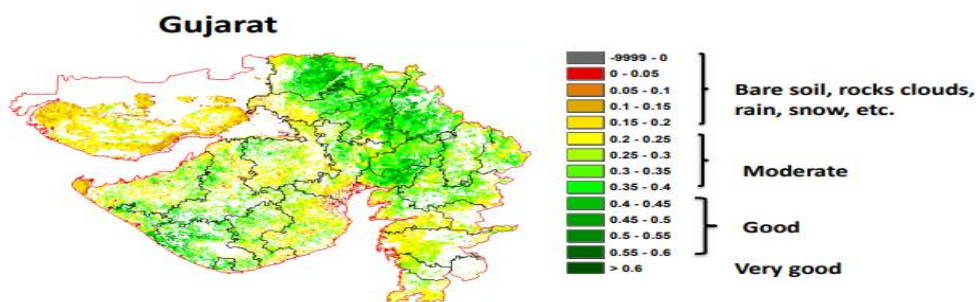 Gujarat
-9999 - 0
0 - 0.05
0.05 - 0.1
0.1 - 0.15
0.15 - 0.2
0.2 - 0.25
0.25 - 0.3
0.3 - 0.35
0.35 - 0.4
0.4 - 0.45
0.45 - 0.5
0.5 - 0.55
0.55 - 0.6
> 0.6
Bare soil, rocks clouds,
rain, snow, etc.
Moderate
Good
Very good